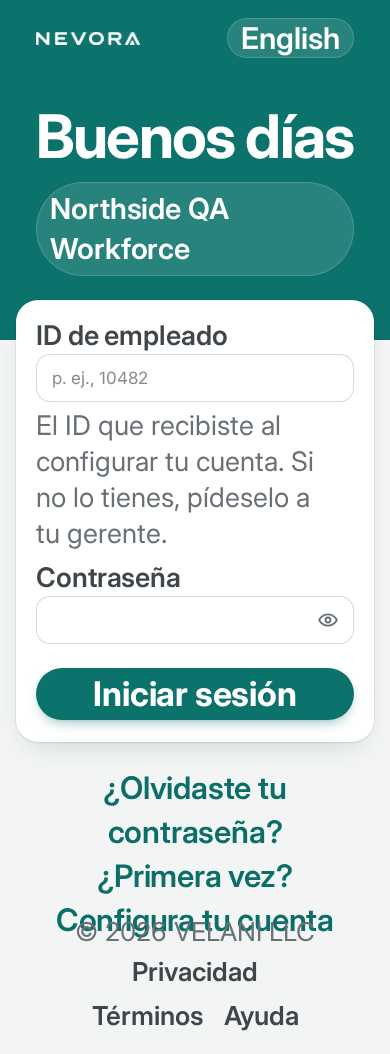 NEVORA
English
Buenos días
Northside QA
Workforce
ID de empleado
p. ej., 10482
El ID que recibiste al
configurar tu cuenta. Si
no lo tienes, pídeselo a
tu gerente.
Contraseña
Iniciar sesión
¿Olvidaste tu
contraseña?
¿Primera vez?
Configura tu cuenta
© 2026 VELANI LLC
Privacidad
Términos Ayuda